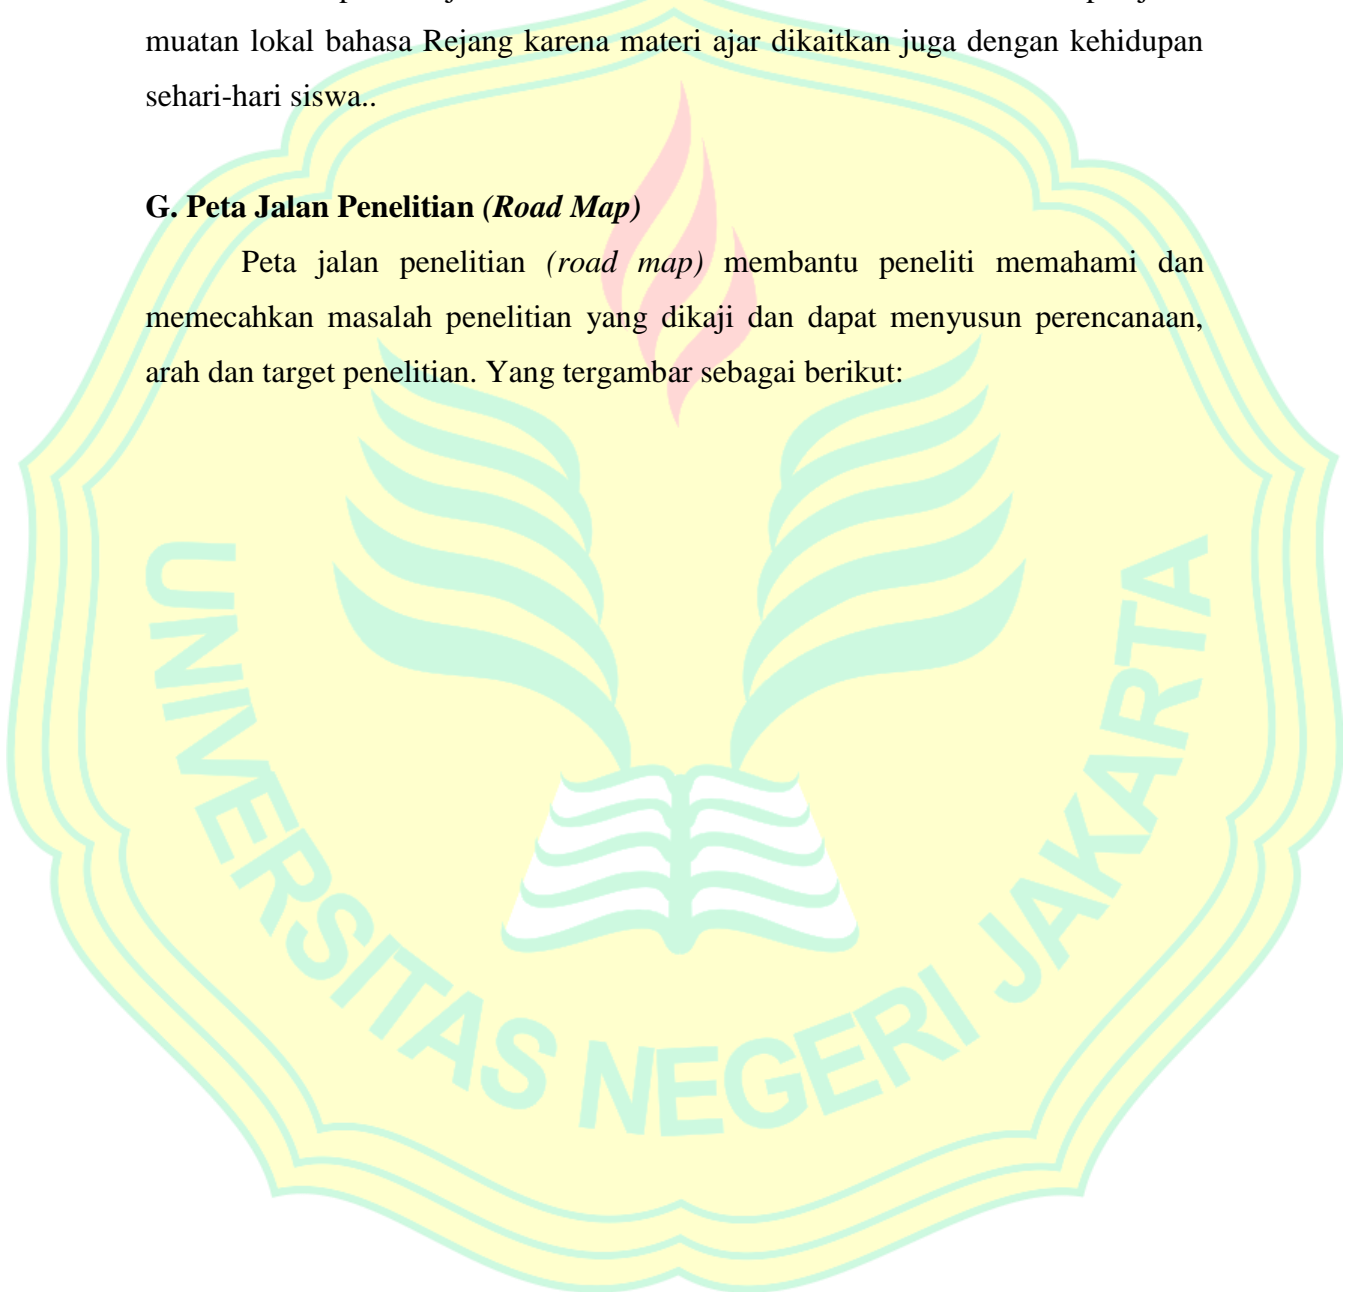 muatan lokal bahasa Rejang karena materi ajar dikaitkan juga dengan kehidupan
sehari-hari siswa..
G. Peta Jalan Penelitian (Road Map)
Peta jalan penelitian (road map) membantu peneliti memahami dan
memecahkan masalah penelitian yang dikaji dan dapat menyusun perencanaan,
arah dan target penelitian. Yang tergambar sebagai berikut:
UNIVERSITAS NEGERI JAKARTA